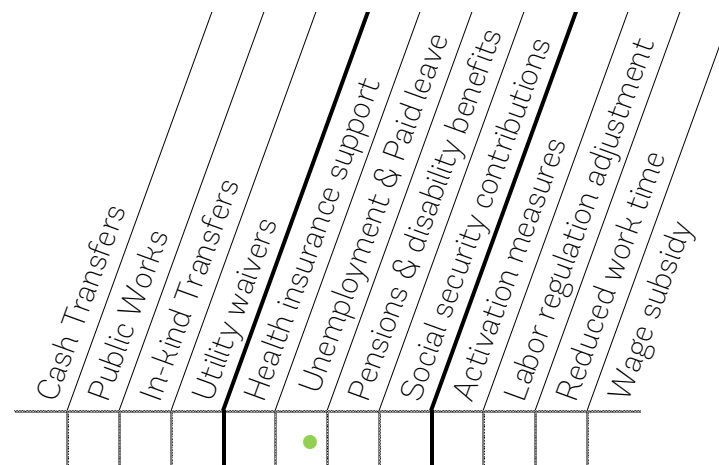 Cash Transfers
Public Works
In-kind Transfers
Utility waivers
Health insurance support
Unemployment & Paid leave
Pensions & disability benefits
Social security contributions
Activation measures
Labor regulation adjustment
Reduced work time
Wage subsidy